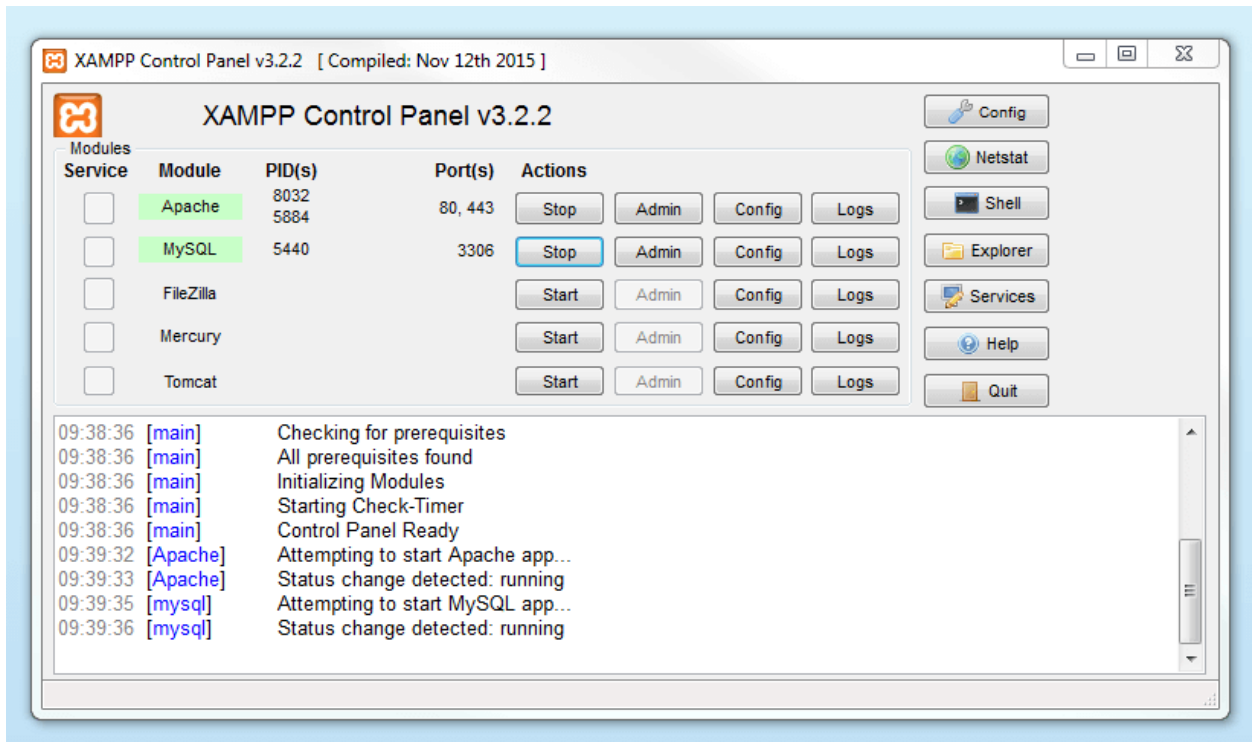 XAMPP Control Panel v3.2.2 [ Compiled: Nov 12th 2015 ]
XAMPP Control Panel v3.2.2
Config
Netstat
Shell
Explorer
Services
Help
Quit
Modules
Service Module PID(s) Port(s) Actions
Apache 8032 5884 80, 443 Stop Admin Config Logs
MySQL 5440 3306 Stop Admin Config Logs
FileZilla Start Admin Config Logs
Mercury Start Admin Config Logs
Tomcat Start Admin Config Logs
09:38:36 [main] Checking for prerequisites
09:38:36 [main] All prerequisites found
09:38:36 [main] Initializing Modules
09:38:36 [main] Starting Check-Timer
09:38:36 [main] Control Panel Ready
09:39:32 [Apache] Attempting to start Apache app...
09:39:33 [Apache] Status change detected: running
09:39:35 [mysql] Attempting to start MySQL app...
09:39:36 [mysql] Status change detected: running